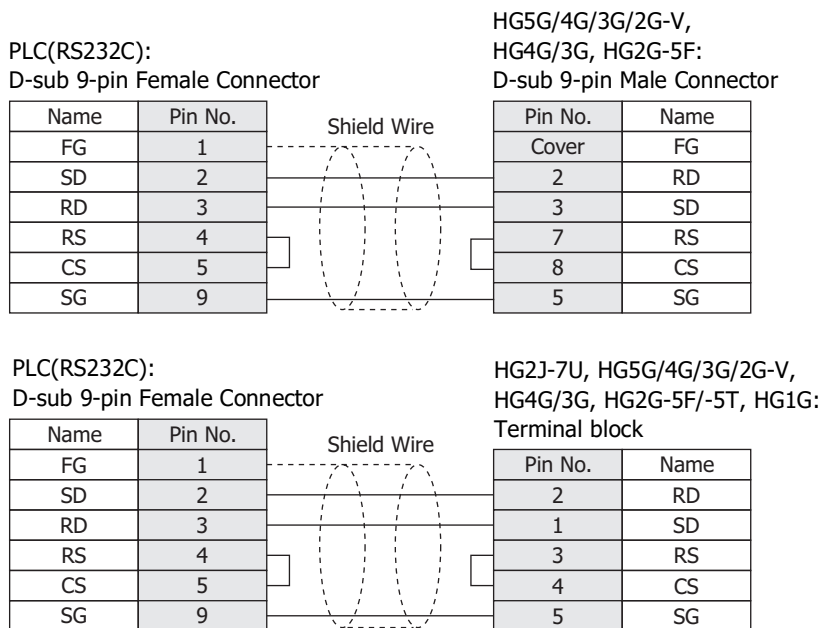 PLC(RS232C):
D-sub 9-pin Female Connector
HG5G/4G/3G/2G-V,
HG4G/3G, HG2G-5F:
D-sub 9-pin Male Connector
Name Pin No. Shield Wire Pin No. Name
FG 1 Cover FG
SD 2 2 RD
RD 3 3 SD
RS 4 7 RS
CS 5 8 CS
SG 9 5 SG
PLC(RS232C):
D-sub 9-pin Female Connector
HG2J-7U, HG5G/4G/3G/2G-V,
HG4G/3G, HG2G-5F/-5T, HG1G:
Terminal block
Name Pin No. Shield Wire Pin No. Name
FG 1
SD 2 2 RD
RD 3 1 SD
RS 4 3 RS
CS 5 4 CS
SG 9 5 SG